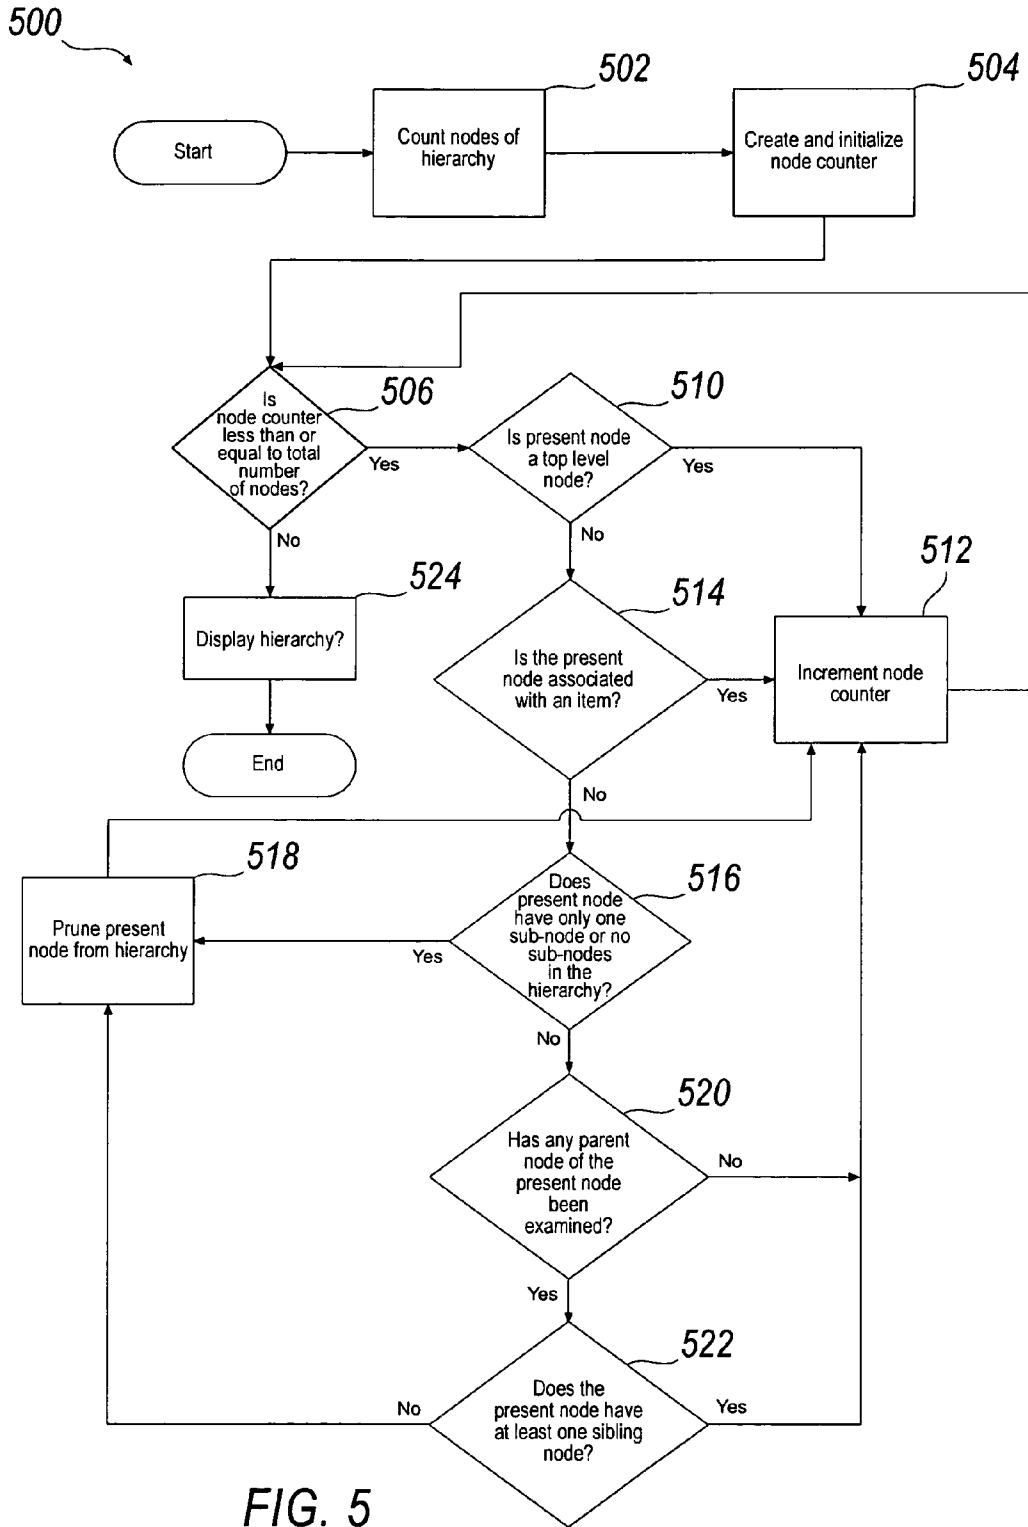 500
502
504
Start
Count nodes of
hierarchy
Create and initialize
node counter
506
510
Is
node counter
less than or
equal to total
number
of nodes?
Yes
Is present node
a top level
node?
Yes
No
No
512
524
514
Display hierarchy?
Is the present
node associated
with an item?
Yes
Increment node
counter
End
No
518
516
Prune present
node from hierarchy
Does
present node
have only one
sub-node or no
sub-nodes
in the
hierarchy?
Yes
No
520
Has any parent
node of the
present node
been
examined?
No
Yes
522
Does the
present node have
at least one sibling
node?
No
Yes
FIG. 5